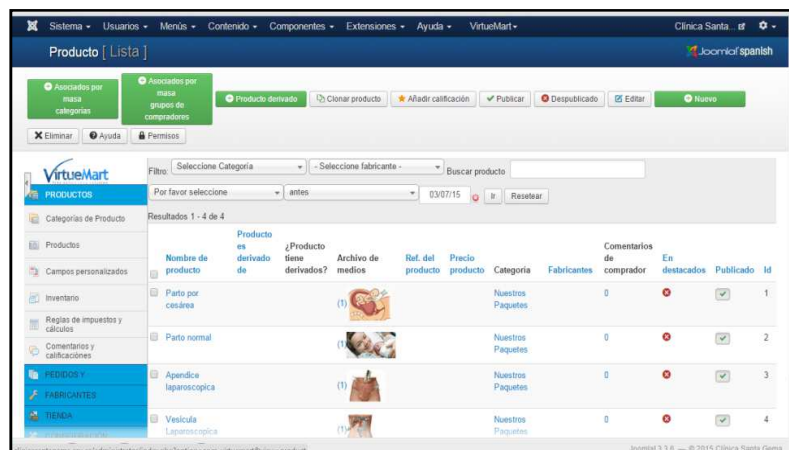 Sistema Usuarios Menús Contenido Componentes Extensiones Ayuda VirtueMart Clínica Santa...
Producto [ Lista ] Joomla! spanish
Asociados por masa categorías
Asociados por masa grupos de compradores
Producto derivado
Clonar producto
Añadir calificación
Publicar
Despublicado
Editar
Nuevo
Eliminar Ayuda Permisos
VirtueMart
PRODUCTOS
Categorías de Producto
Productos
Campos personalizados
Inventario
Reglas de impuestos y
cálculos
Comentarios y
calificaciónes
PEDIDOS Y
FABRICANTES
TIENDA
Filtro: Seleccione Categoría - Seleccione fabricante - Buscar producto
Por favor seleccione antes 03/07/15 Ir Resetear
Resultados 1 - 4 de 4
Nombre de producto
Producto es derivado de
¿Producto tiene derivados?
Archivo de medios
Ref. del producto
Precio producto
Categoria
Fabricantes
Comentarios de comprador
En destacados
Publicado
Id
Parto por cesárea (1) Nuestros Paquetes 0 1
Parto normal (1) Nuestros Paquetes 0 2
Apendice laparoscopica (1) Nuestros Paquetes 0 3
Vesícula Laparoscopica (1) Nuestros Paquetes 0 4
Joomla! 3.3.6 — © 2015 Clínica Santa Gema